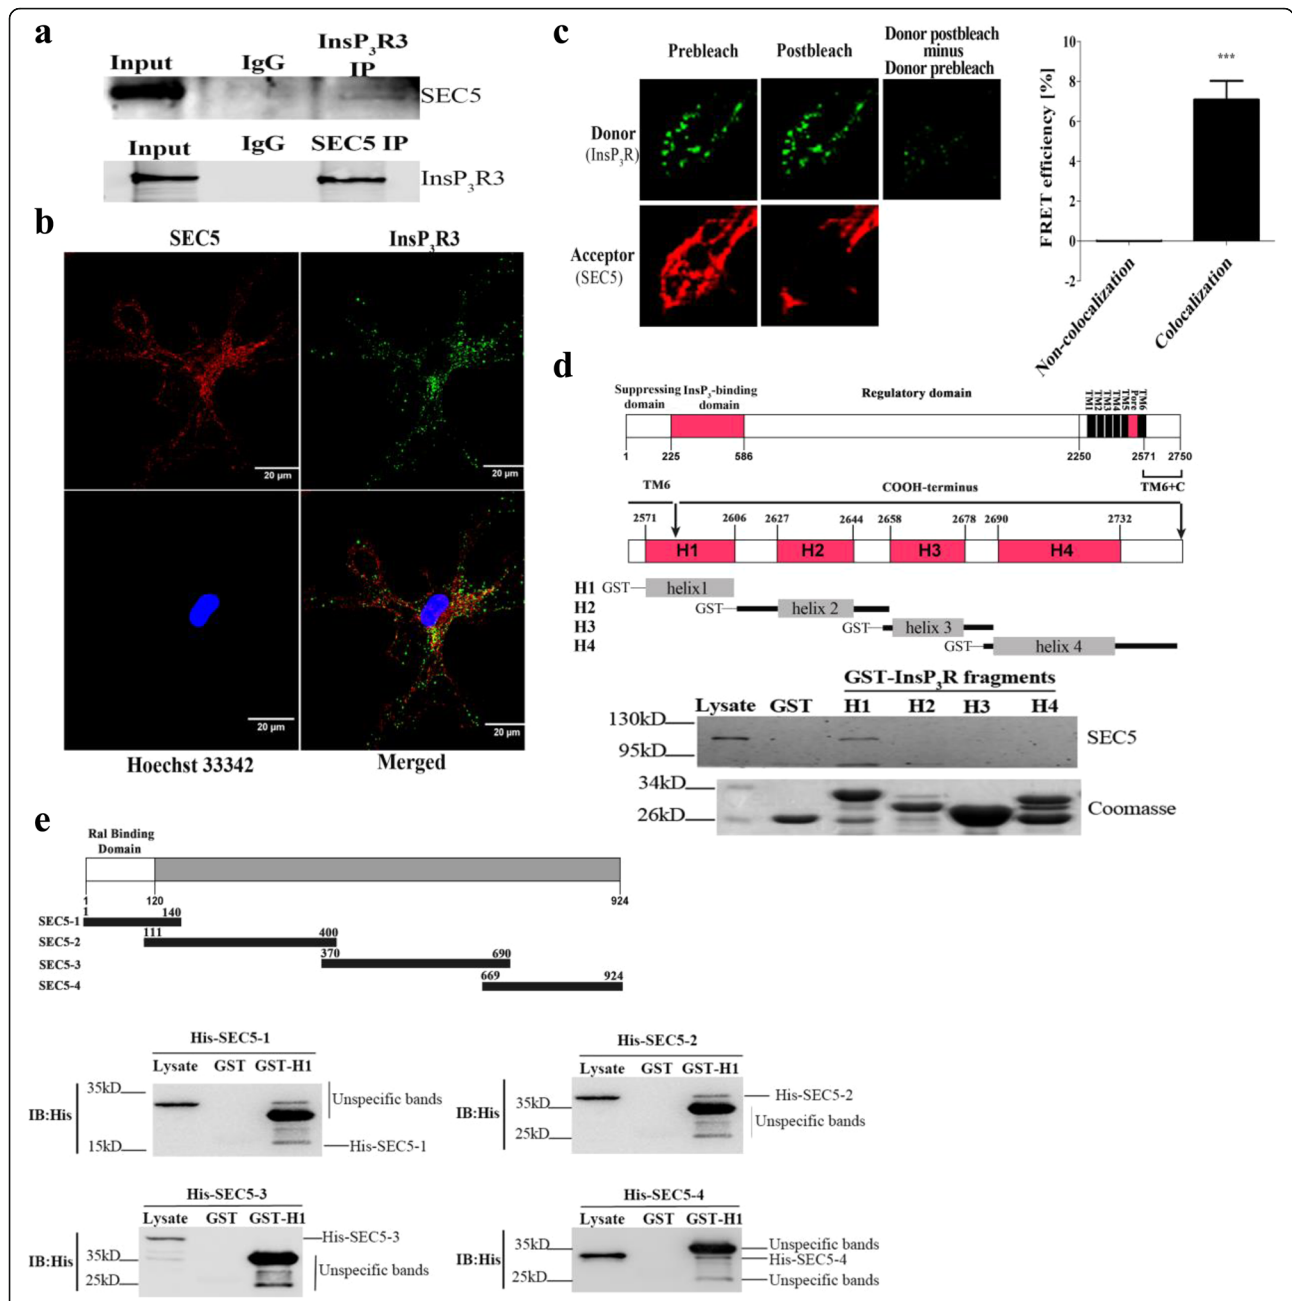 a
Input IgG InsP3R3 IP
SEC5
Input IgG SEC5 IP
InsP3R3
b
SEC5 InsP3R3
20 µm 20 µm
20 µm 20 µm
Hoechst 33342 Merged
c
Prebleach Postbleach Donor postbleach minus Donor prebleach
Donor
(InsP3R)
Acceptor
(SEC5)
FRET efficiency [%]
10
8
6
4
2
0
-2
***
Non-colocalization
Colocalization
d
Suppressing domain
InsP3-binding domain
Regulatory domain
TM1 TM2 TM3 TM4 TM5 Pore TM6
1 225 586 2250 2571 2750
TM6 COOH-terminus TM6+C
2571 2606 2627 2644 2658 2678 2690 2732
H1 H2 H3 H4
H1 GST helix1
H2 GST helix 2
H3 GST helix 3
H4 GST helix 4
GST-InsP3R fragments
Lysate GST H1 H2 H3 H4
130kD
95kD
SEC5
34kD
26kD
Coomasse
e
Ral Binding
Domain
1 120 924
SEC5-1 1 140
SEC5-2 111 400
SEC5-3 370 690
SEC5-4 669 924
His-SEC5-1
Lysate GST GST-H1
IB:His
35kD
15kD
Unspecific bands
His-SEC5-1
His-SEC5-2
Lysate GST GST-H1
IB:His
35kD
25kD
His-SEC5-2
Unspecific bands
His-SEC5-3
Lysate GST GST-H1
IB:His
35kD
25kD
His-SEC5-3
Unspecific bands
His-SEC5-4
Lysate GST GST-H1
IB:His
35kD
25kD
Unspecific bands
His-SEC5-4
Unspecific bands